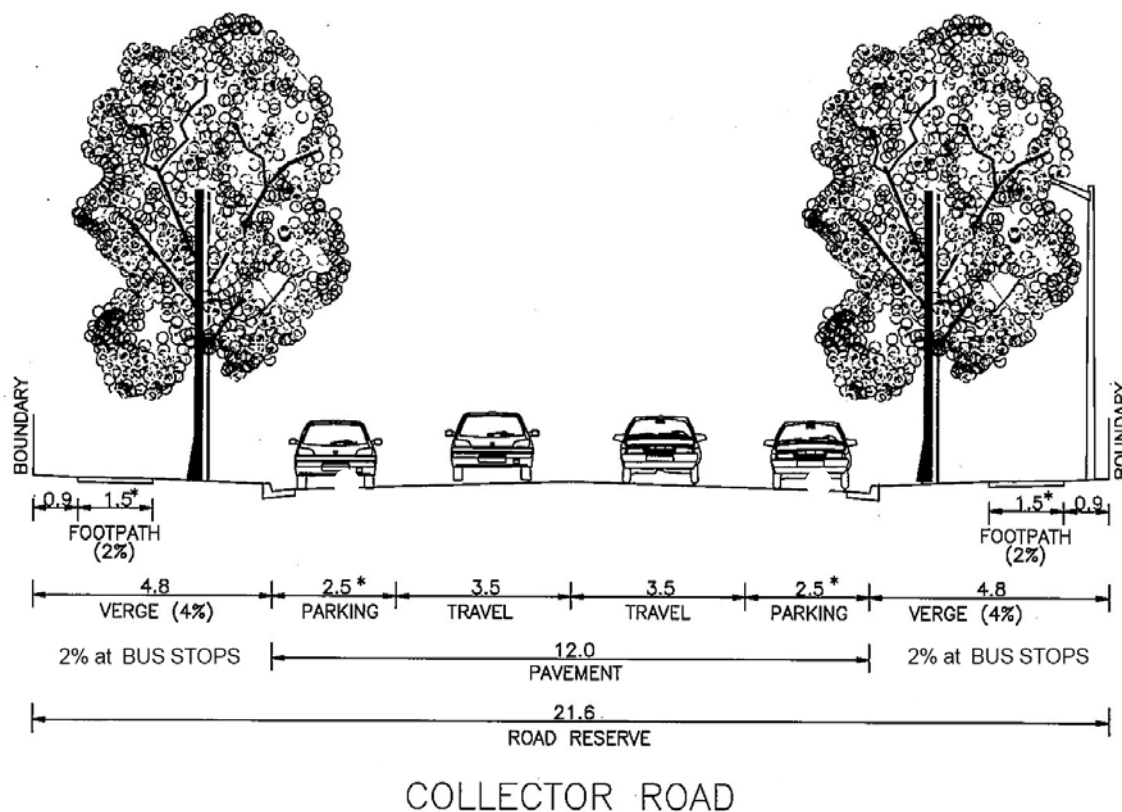 BOUNDARY
BOUNDARY
0.9 1.5* 1.5* 0.9
FOOTPATH FOOTPATH
(2%) (2%)
4.8 2.5* 3.5 3.5 2.5* 4.8
VERGE (4%) PARKING TRAVEL TRAVEL PARKING VERGE (4%)
2% at BUS STOPS 12.0 2% at BUS STOPS
PAVEMENT
21.6
ROAD RESERVE
COLLECTOR ROAD